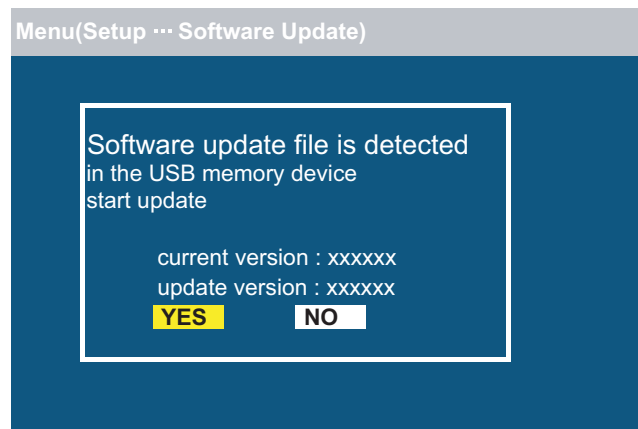 Menu(Setup ··· Software Update)
Software update file is detected
in the USB memory device
start update
current version : xxxxxx
update version : xxxxxx
YES NO